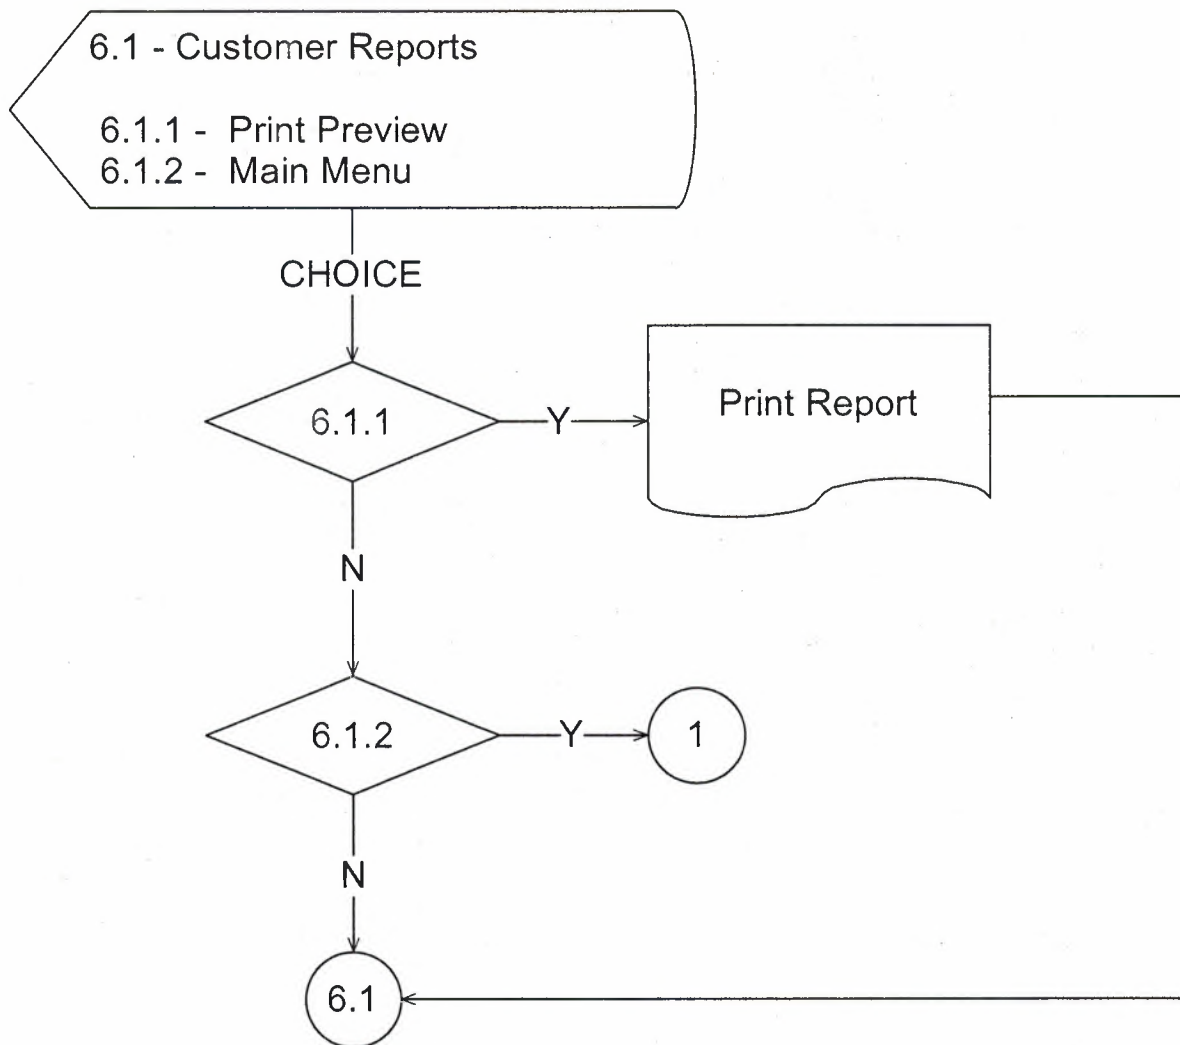 6.1 - Customer Reports
6.1.1 - Print Preview
6.1.2 - Main Menu
CHOICE
6.1.1
Y
Print Report
N
6.1.2
Y
1
N
6.1